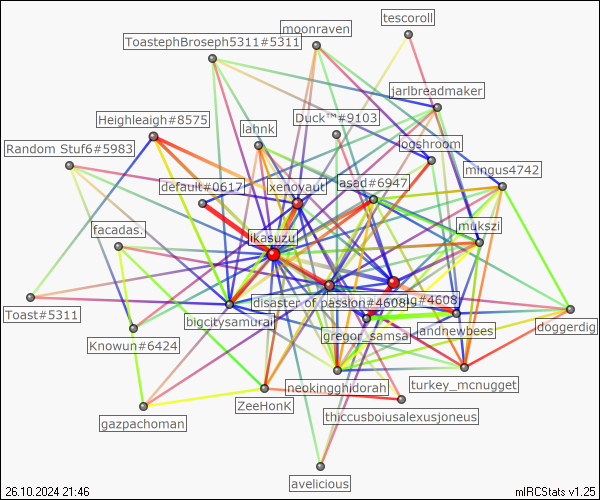 tescoroll
moonraven
ToastephBroseph5311#5311
jarlbreadmaker
Heighleaigh#8575
Duck™#9103
lahnk
ogshroom
Random Stuf6#5983
mingus4742
default#0617
xenoyaut
asad#6947
facadas.
ikasuzu
mukszi
Toast#5311
disaster of passion#4608
ig#4608
doggerdig
bigcitysamurai
andnewbees
Knowun#6424
gregor_samsa
neokingghidorah
turkey_mcnugget
gazpachoman
ZeeHonK
thiccusboiusalexusjoneus
avelicious
26.10.2024 21:46
mIRCStats v1.25